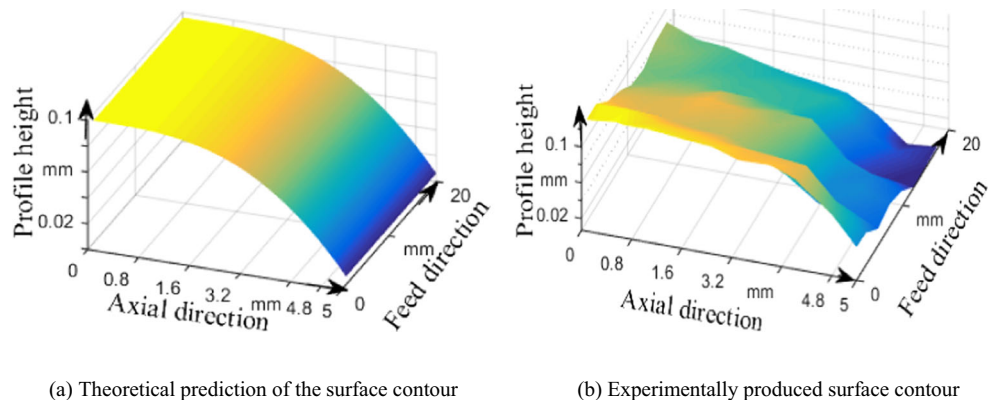 Profile height
0.1
mm
0.02
0
0.8
1.6
3.2
mm
4.8
5
Axial direction
0
mm
20
Feed direction
Profile height
0.1
mm
0.02
0
0.8
1.6
3.2
mm
4.8
5
Axial direction
0
mm
20
Feed direction
(a) Theoretical prediction of the surface contour
(b) Experimentally produced surface contour